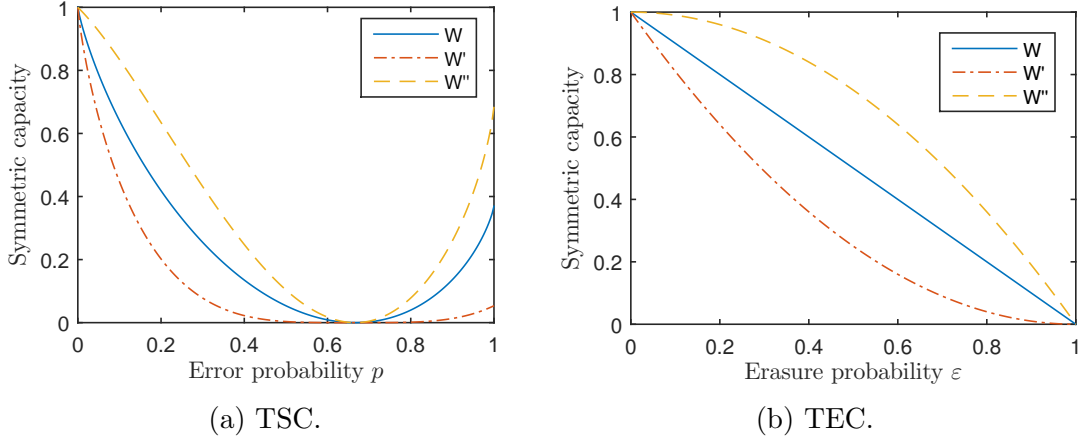 Symmetric capacity
1
0.8
0.6
0.4
0.2
0
0 0.2 0.4 0.6 0.8 1
Error probability p
W
W'
W''
(a) TSC.
Symmetric capacity
1
0.8
0.6
0.4
0.2
0
0 0.2 0.4 0.6 0.8 1
Erasure probability ε
W
W'
W''
(b) TEC.